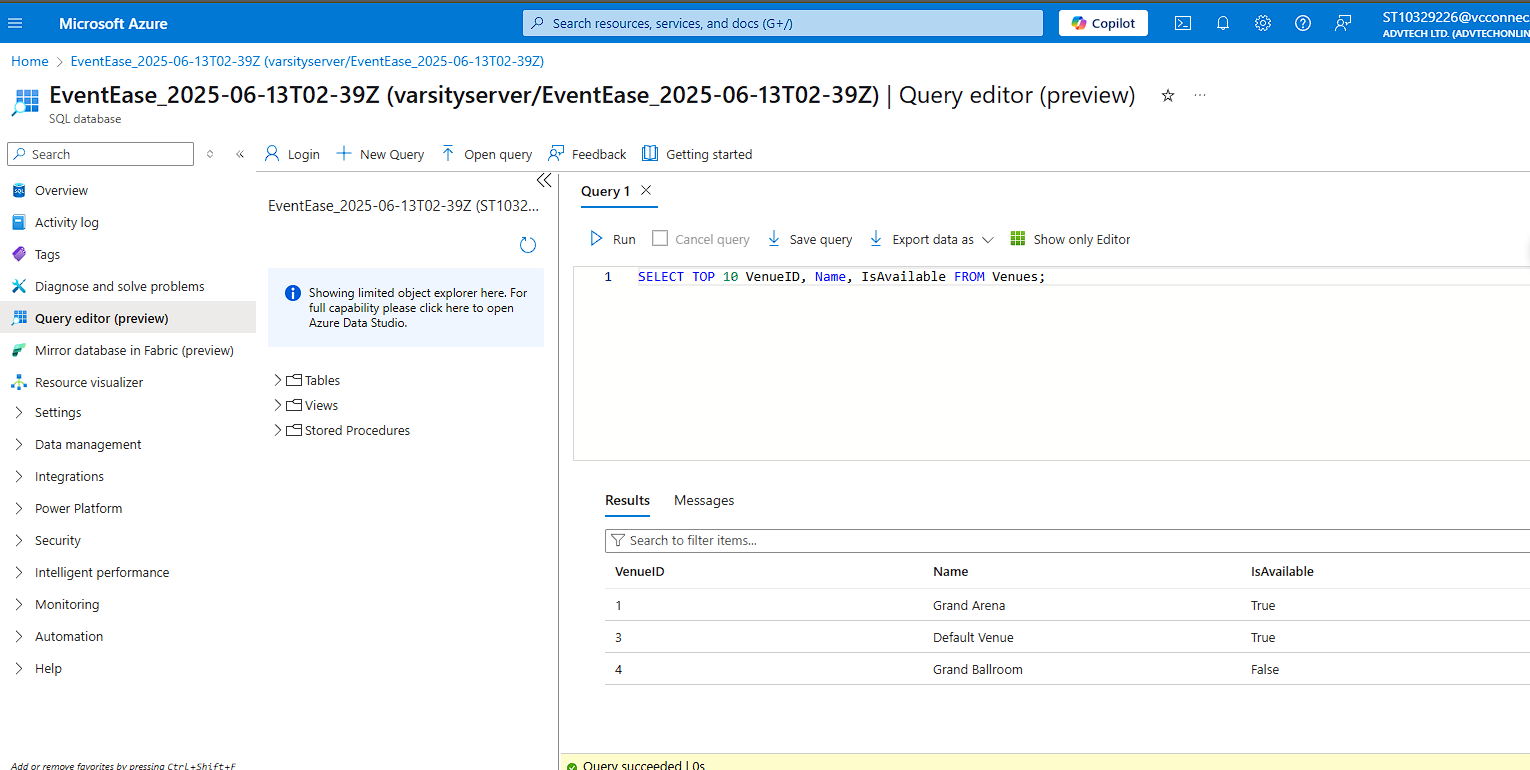 Microsoft Azure
Search resources, services, and docs (G+/)
Copilot
ST10329226@vcconnec
ADVTECH LTD. (ADVTECHONLIN
Home > EventEase_2025-06-13T02-39Z (varsityserver/EventEase_2025-06-13T02-39Z)
EventEase_2025-06-13T02-39Z (varsityserver/EventEase_2025-06-13T02-39Z) | Query editor (preview)
SQL database
Search
Login
New Query
Open query
Feedback
Getting started
Overview
Activity log
Tags
Diagnose and solve problems
Query editor (preview)
Mirror database in Fabric (preview)
Resource visualizer
Settings
Data management
Integrations
Power Platform
Security
Intelligent performance
Monitoring
Automation
Help
Add or remove favorites by pressing Ctrl+Shift+F
EventEase_2025-06-13T02-39Z (ST1032...
Showing limited object explorer here. For
full capability please click here to open
Azure Data Studio.
Tables
Views
Stored Procedures
Query 1
Run
Cancel query
Save query
Export data as
Show only Editor
1 SELECT TOP 10 VenueID, Name, IsAvailable FROM Venues;
Results
Messages
Search to filter items...
VenueID Name IsAvailable
1 Grand Arena True
3 Default Venue True
4 Grand Ballroom False
Query succeeded | 0s